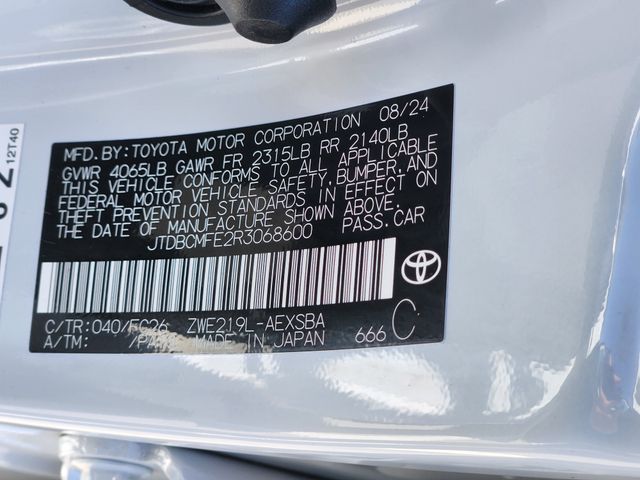 MFD.BY:TOYOTA MOTOR CORPORATION 08/24
GVWR 4065LB GAWR FR 2315LB RR 2140LB
THIS VEHICLE CONFORMS TO ALL APPLICABLE
FEDERAL MOTOR VEHICLE SAFETY,BUMPER,AND
THEFT PREVENTION STANDARDS IN EFFECT ON
THE DATE OF MANUFACTURE SHOWN ABOVE.
JTDBCMFE2R3068600 PASS.CAR
C/TR:040/FC26 ZWE219L-AEXSBA
A/TM: MADE IN JAPAN 666 C
12T40